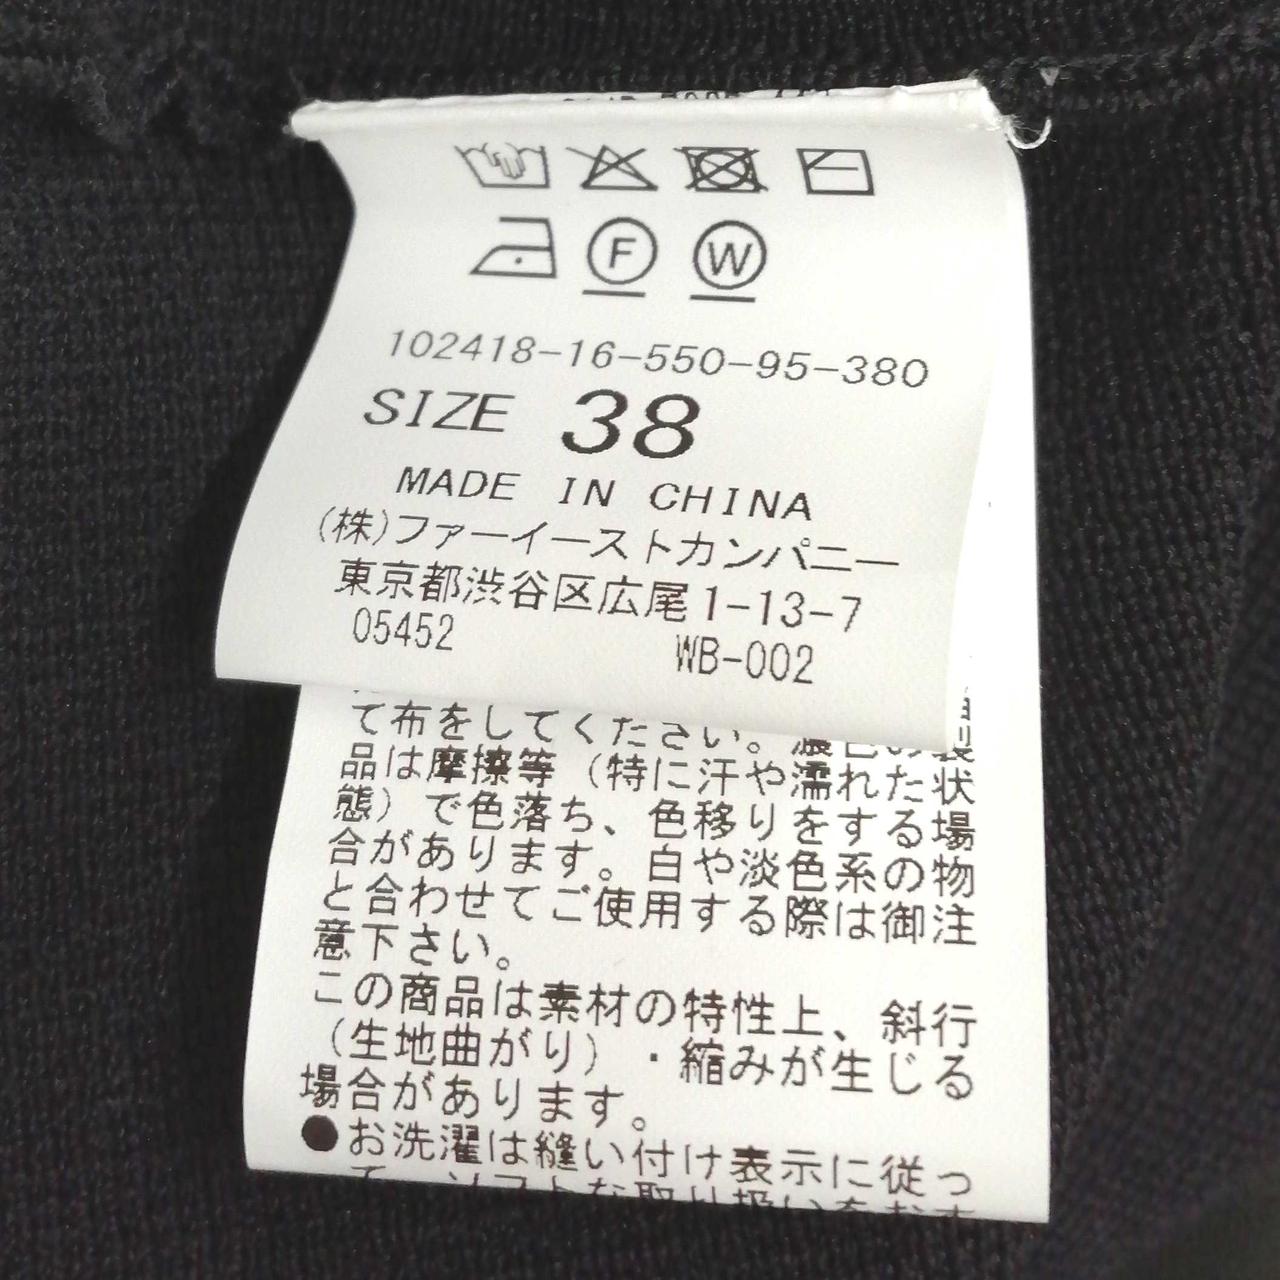 F W
102418-16-550-95-380
SIZE 38
MADE IN CHINA
(株)ファーイーストカンパニー
東京都渋谷区広尾1-13-7
05452 WB-002
て布をしてください。濃色の製
品は摩擦等(特に汗や濡れた状
態)で色落ち、色移りをする場
合があります。白や淡色系の物
と合わせてご使用する際は御注
意下さい。
この商品は素材の特性上、斜行
(生地曲がり)・縮みが生じる
場合があります。
●お洗濯は縫い付け表示に従っ